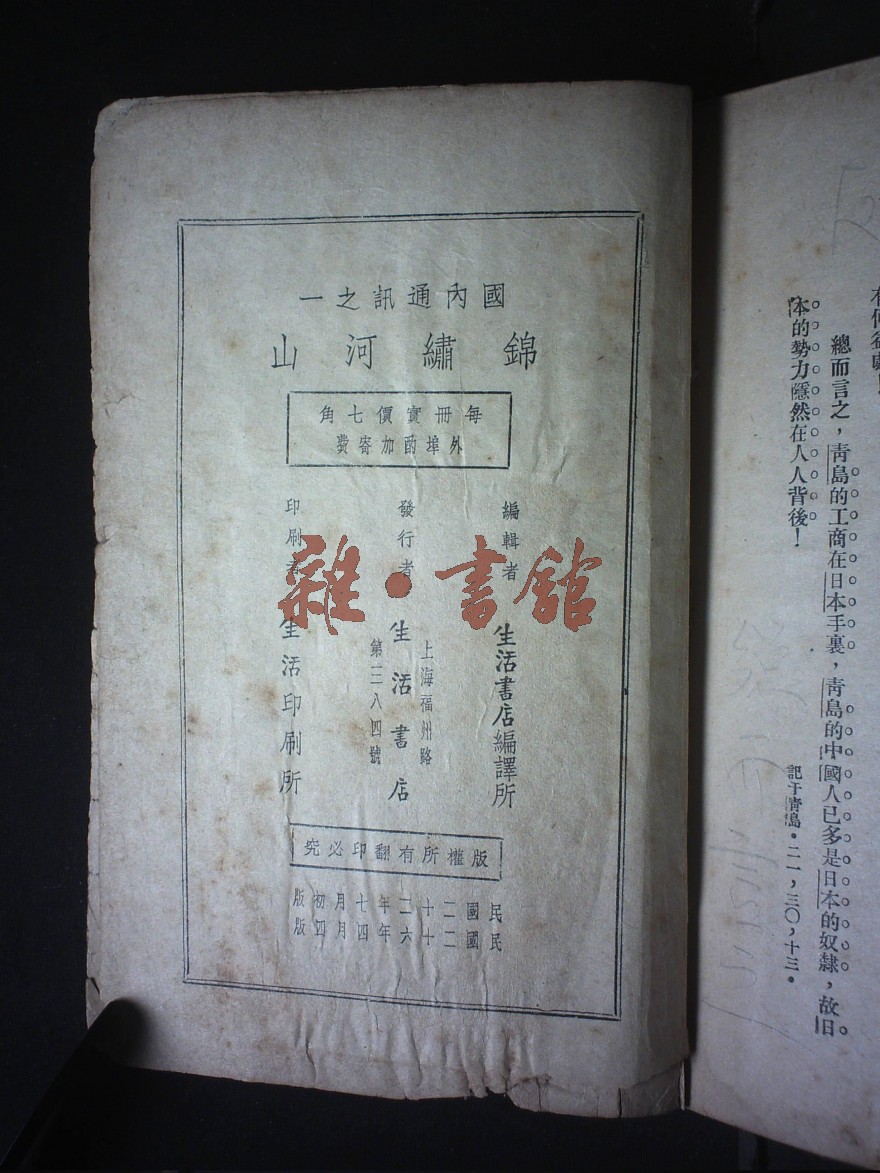 國內通訊之一
錦繡河山
每冊實價七角
外埠酌加寄費
編輯者 生活書店編譯所
發行者 生活書店
上海福州路
第三八四號
印刷者 生活印刷所
版權所有翻印必究
民國二十二年七月初版
民國二十六年四月四版
雜·書館
總而言之，青島的工商在日本手裏，青島的中國人已多是日本的奴隸，故日
本的勢力隱然在人人背後！
記于青島·二一，三〇，十三·